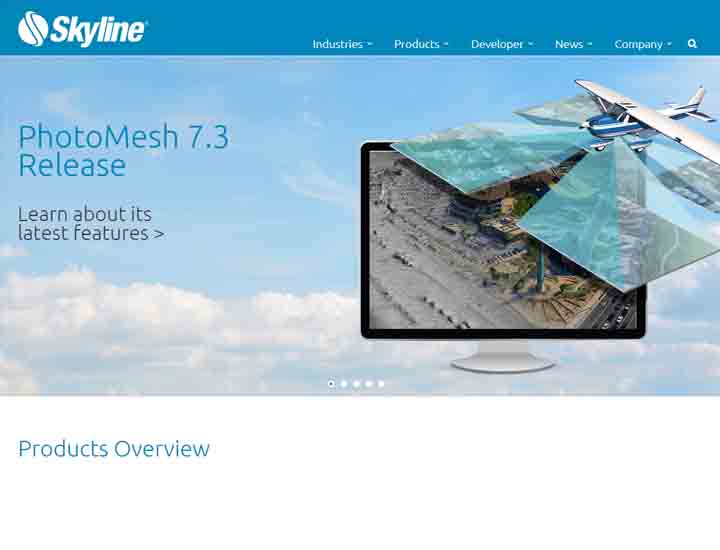 Skyline
Industries
Products
Developer
News
Company
PhotoMesh 7.3
Release
Learn about its
latest features >
Products Overview